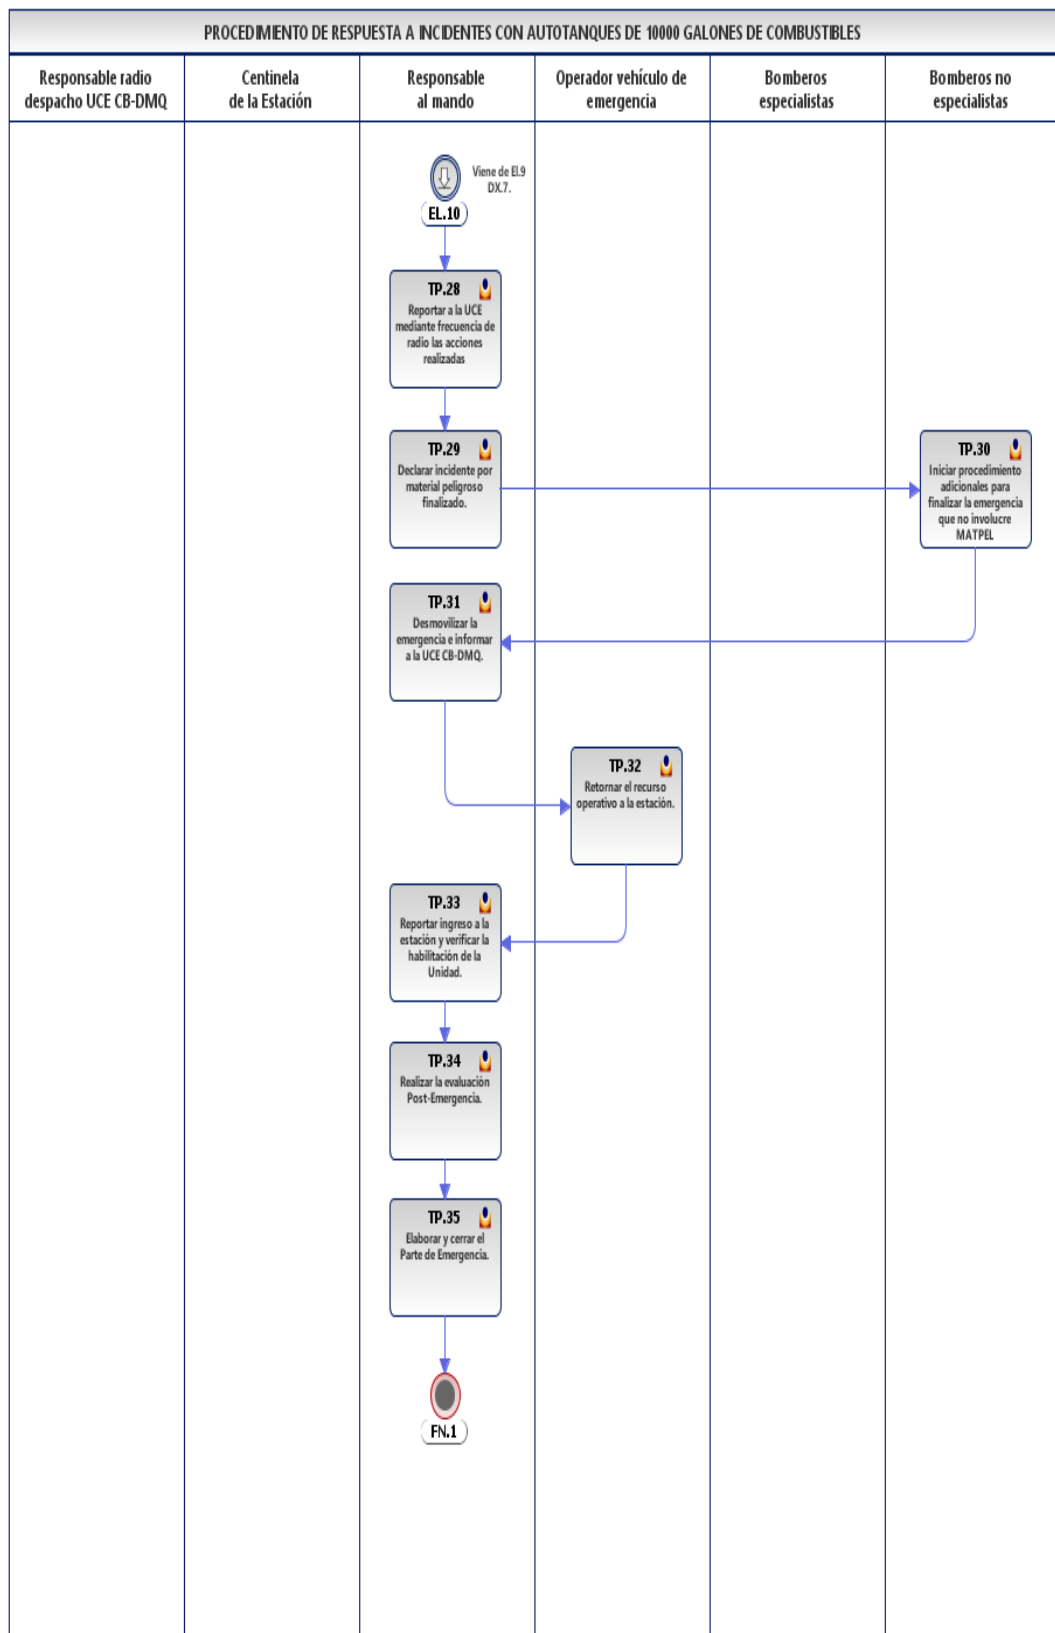 PROCEDIMIENTO DE RESPUESTA A INCIDENTES CON AUTOTANQUES DE 10000 GALONES DE COMBUSTIBLES
Responsable radio
despacho UCE CB-DMQ
Centinela
de la Estación
Responsable
al mando
Operador vehículo de
emergencia
Bomberos
especialistas
Bomberos no
especialistas
Viene de El.9
DX.7.
EL.10
TP.28
Reportar a la UCE
mediante frecuencia de
radio las acciones
realizadas
TP.29
Declarar incidente por
material peligroso
finalizado.
TP.30
Iniciar procedimiento
adicionales para
finalizar la emergencia
que no involucre
MATPEL
TP.31
Desmovilizar la
emergencia e informar
a la UCE CB-DMQ.
TP.32
Retornar el recurso
operativo a la estación.
TP.33
Reportar ingreso a la
estación y verificar la
habilitación de la
Unidad.
TP.34
Realizar la evaluación
Post-Emergencia.
TP.35
Elaborar y cerrar el
Parte de Emergencia.
FN.1